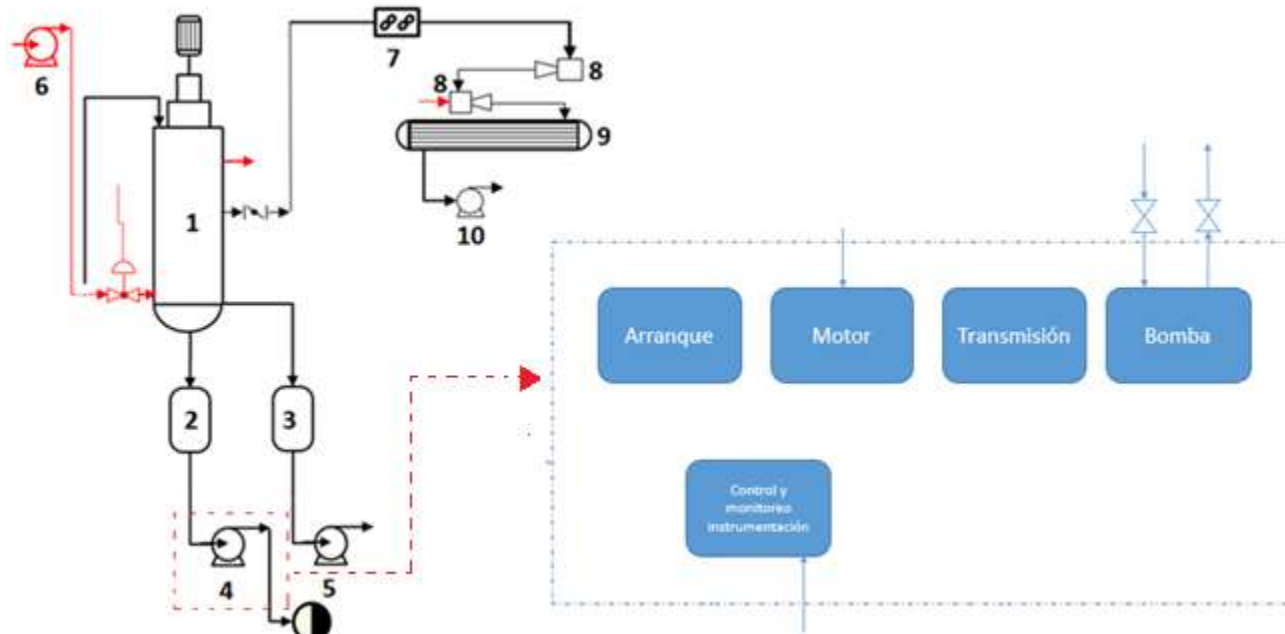 6
7
8
8
9
1
10
Arranque
Motor
Transmisión
Bomba
2
3
Control y
monitoreo
instrumentación
4
5